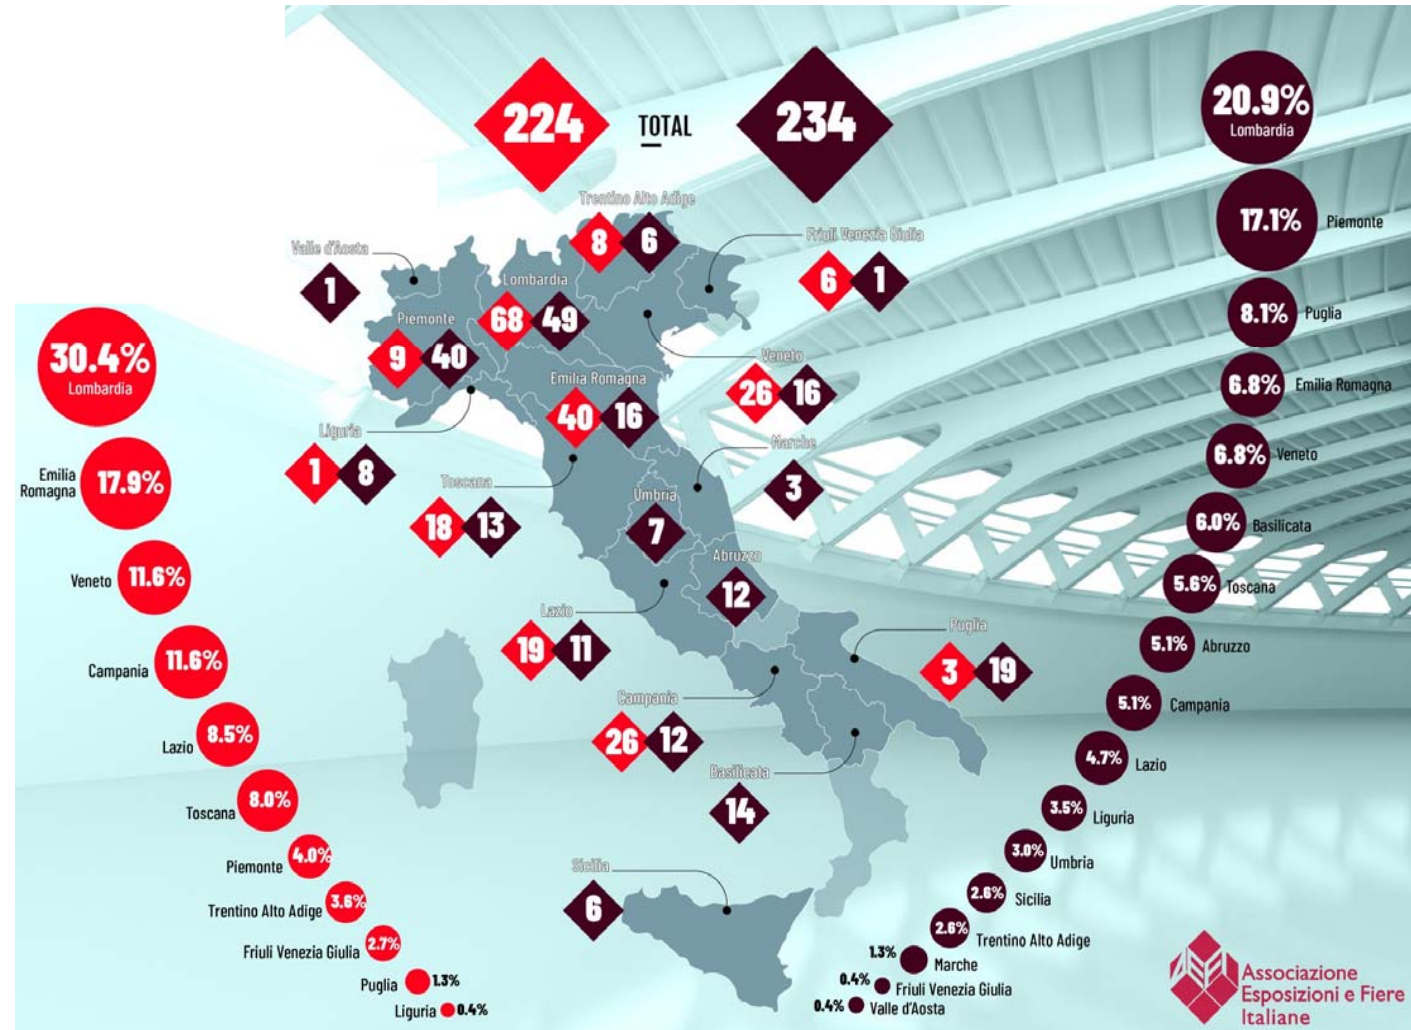 224
TOTAL
234
Trentino Alto Adige
8
6
Valle d'Aosta
1
Friuli Venezia Giulia
6
1
Lombardia
68
49
Piemonte
9
40
Veneto
26
16
Emilia Romagna
40
16
Liguria
1
8
Marche
3
Toscana
18
13
Umbria
7
Abruzzo
12
Lazio
19
11
Puglia
3
19
Campania
26
12
Basilicata
14
Sicilia
6
30.4%
Lombardia
Emilia
Romagna
17.9%
Veneto
11.6%
Campania
11.6%
Lazio
8.5%
Toscana
8.0%
Piemonte
4.0%
Trentino Alto Adige
3.6%
Friuli Venezia Giulia
2.7%
Puglia
1.3%
Liguria
0.4%
20.9%
Lombardia
17.1%
Piemonte
8.1%
Puglia
6.8%
Emilia Romagna
6.8%
Veneto
6.0%
Basilicata
5.6%
Toscana
5.1%
Abruzzo
5.1%
Campania
4.7%
Lazio
3.5%
Liguria
3.0%
Umbria
2.6%
Sicilia
2.6%
Trentino Alto Adige
1.3%
Marche
0.4%
Friuli Venezia Giulia
0.4%
Valle d'Aosta
AEFI
Associazione
Esposizioni e Fiere
Italiane